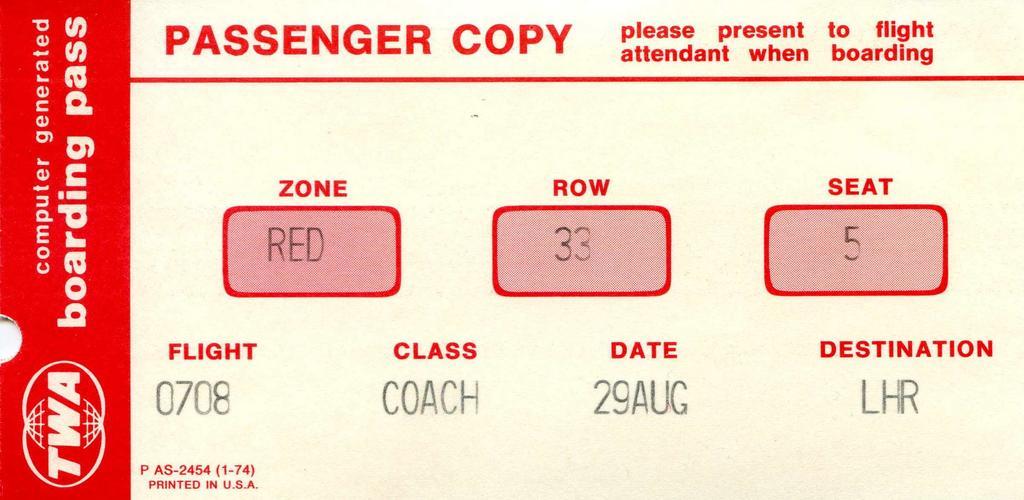 computer generated
boarding pass
TWA
PASSENGER COPY
please present to flight
attendant when boarding
ZONE ROW SEAT
RED 33 5
FLIGHT CLASS DATE DESTINATION
0708 COACH 29AUG LHR
P AS-2454 (1-74)
PRINTED IN U.S.A.